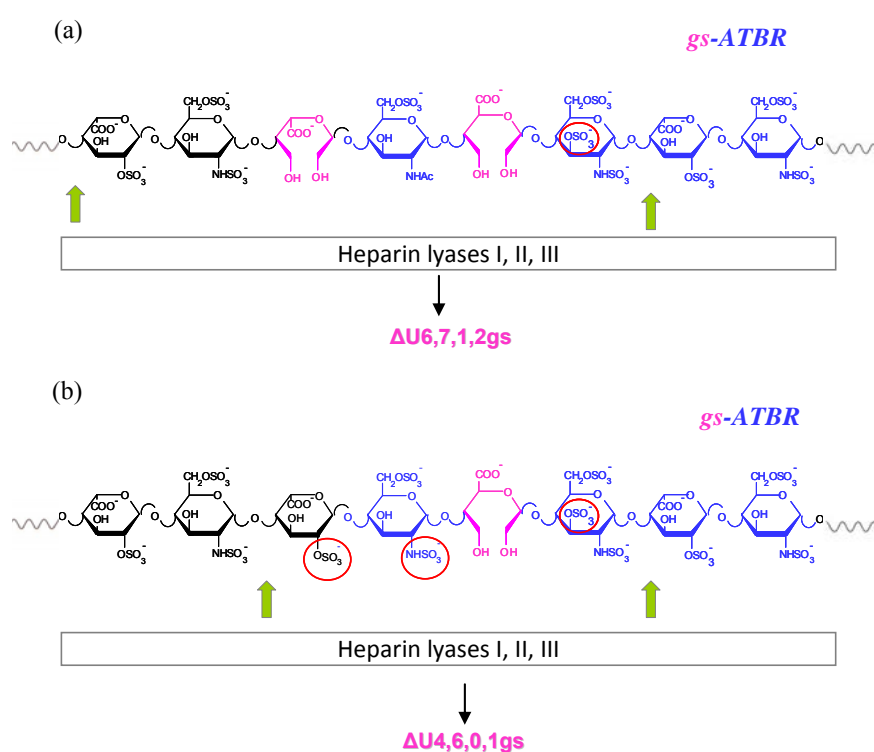 (a)
gs-ATBR
CH₂OSO₃⁻ CH₂OSO₃⁻ COO⁻ CH₂OSO₃⁻ CH₂OSO₃⁻
O O O O O O O O
O COO⁻ O O COO⁻ O O O COO⁻ O O
OH OH OH OSO₃⁻ OH OH
OSO₃⁻ NHSO₃⁻ OH OH NHAc OH OH NHSO₃⁻ OSO₃⁻ NHSO₃⁻
Heparin lyases I, II, III
ΔU6,7,1,2gs
(b)
gs-ATBR
CH₂OSO₃⁻ CH₂OSO₃⁻ COO⁻ CH₂OSO₃⁻ CH₂OSO₃⁻
O O O O O O O O
O COO⁻ O O COO⁻ O O O COO⁻ O O
OH OH OH OH OSO₃⁻ OH OH
OSO₃⁻ NHSO₃⁻ OSO₃⁻ NHSO₃⁻ OH OH NHSO₃⁻ OSO₃⁻ NHSO₃⁻
Heparin lyases I, II, III
ΔU4,6,0,1gs